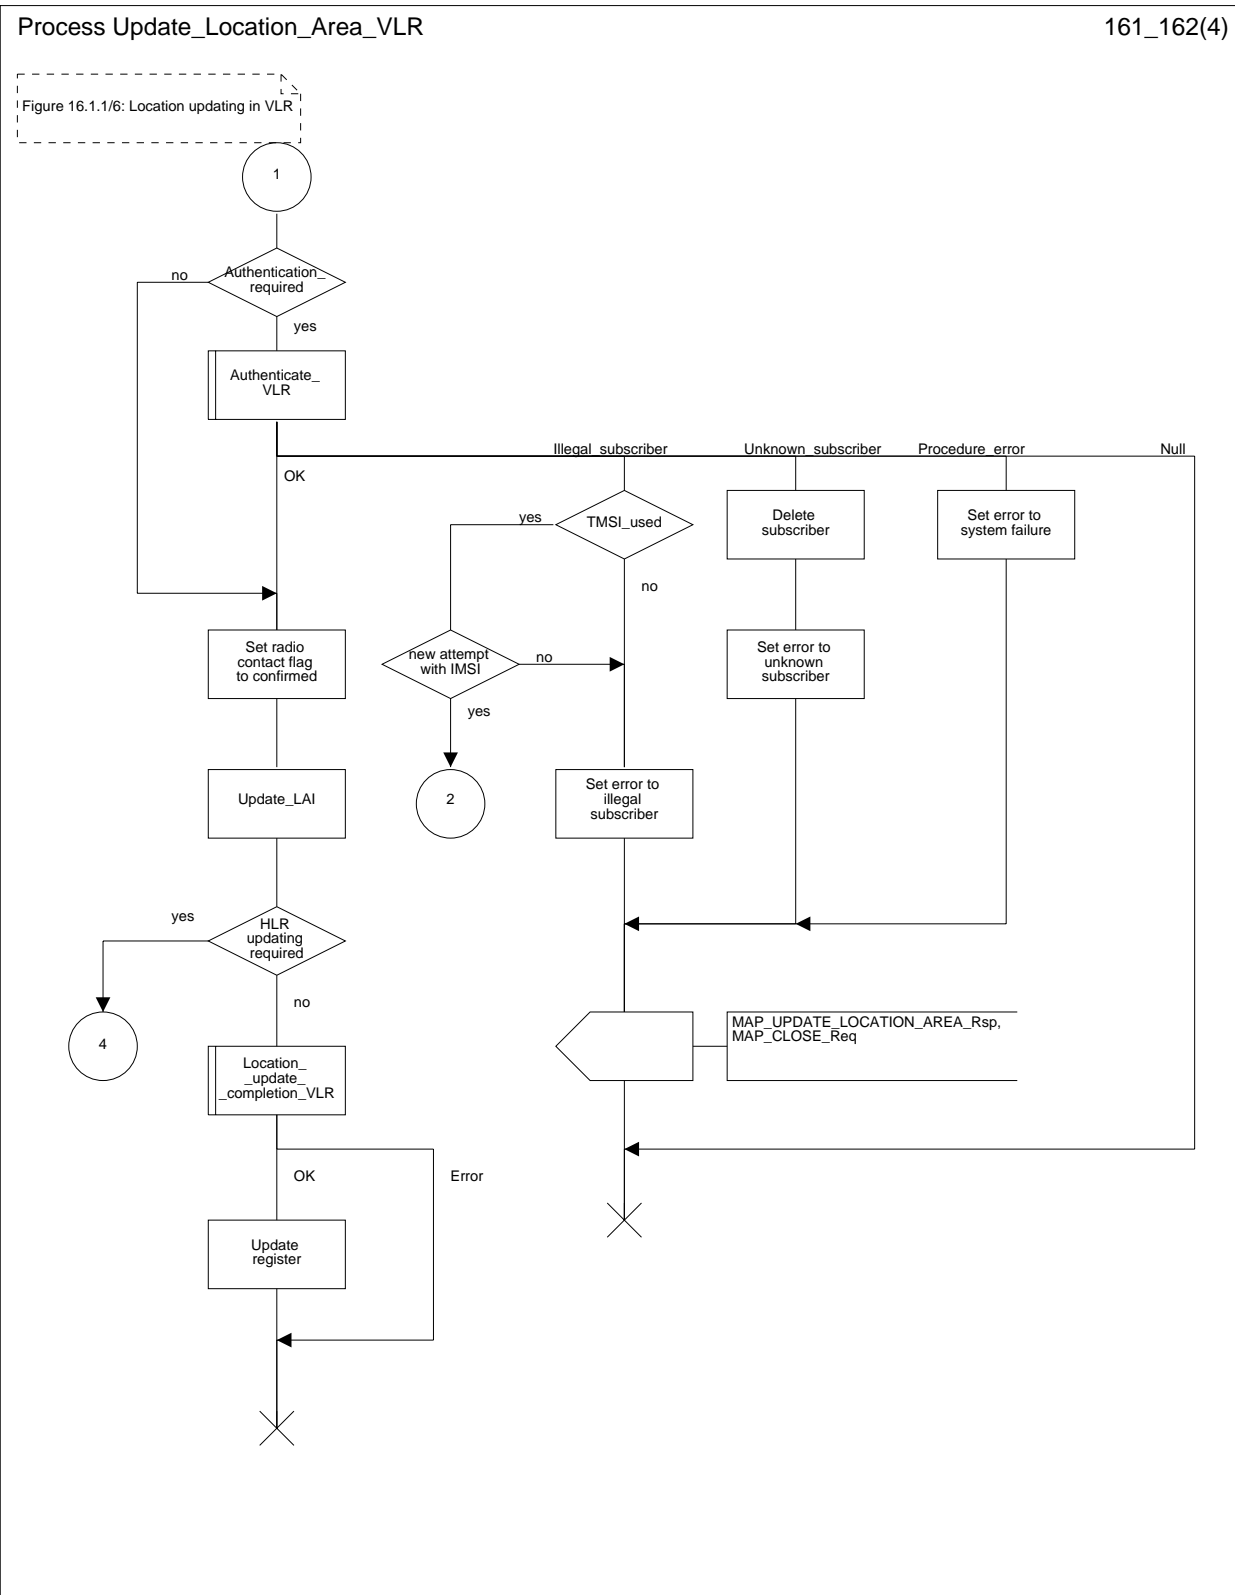 Process Update_Location_Area_VLR
161_162(4)
Figure 16.1.1/6: Location updating in VLR
1
Authentication_
required
no
yes
Authenticate_
VLR
OK
Illegal_subscriber
Unknown_subscriber
Procedure_error
Null
TMSI_used
yes
no
Delete
subscriber
Set error to
system failure
Set radio
contact flag
to confirmed
new attempt
with IMSI
no
yes
Set error to
unknown
subscriber
Update_LAI
2
Set error to
illegal
subscriber
yes
HLR
updating
required
no
4
Location_
_update_
_completion_VLR
MAP_UPDATE_LOCATION_AREA_Rsp,
MAP_CLOSE_Req
OK
Error
Update
register